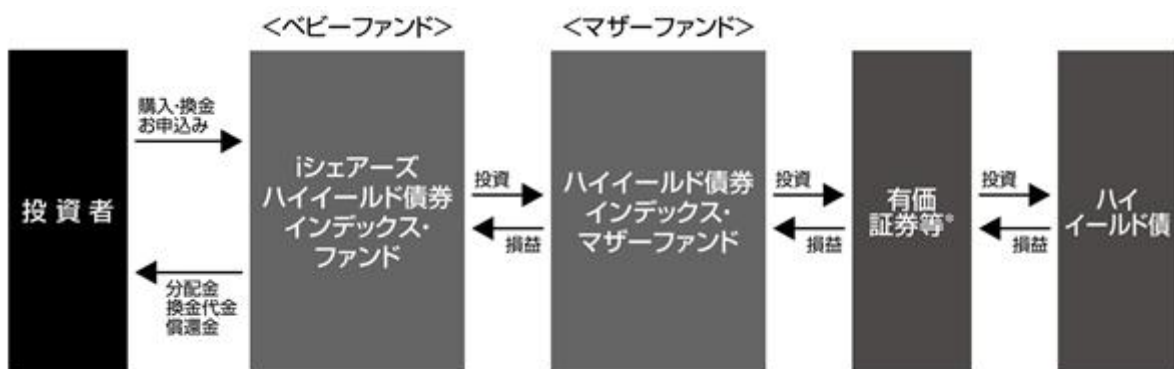 <ベビーファンド>
<マザーファンド>
投資者
購入・換金
お申込み
分配金
換金代金
償還金
iシェアーズ
ハイイールド債券
インデックス・
ファンド
投資
損益
ハイイールド債券
インデックス・
マザーファンド
投資
損益
有価
証券等*
投資
損益
ハイ
イールド債